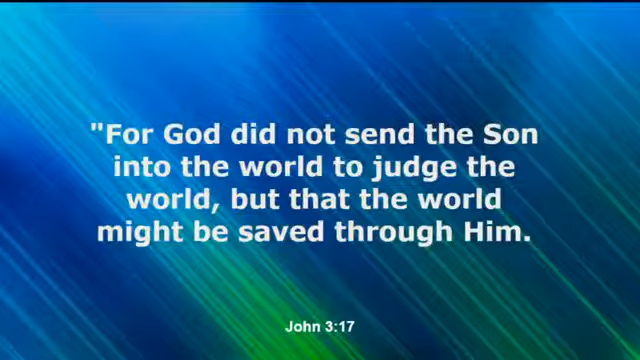 "For God did not send the Son
into the world to judge the
world, but that the world
might be saved through Him.
John 3:17